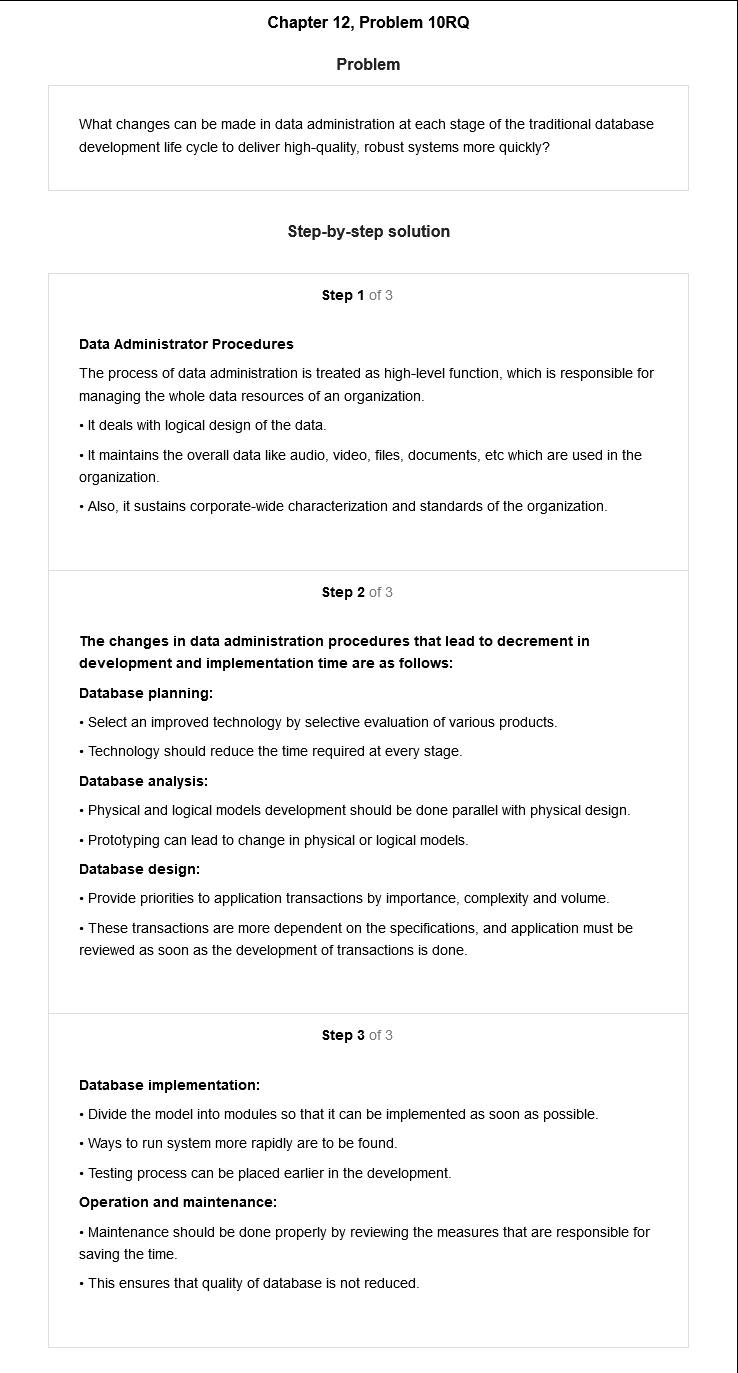 Chapter 12, Problem 10RQ
Problem
What changes can be made in data administration at each stage of the traditional database
development life cycle to deliver high-quality, robust systems more quickly?
Step-by-step solution
Step 1 of 3
Data Administrator Procedures
The process of data administration is treated as high-level function, which is responsible for
managing the whole data resources of an organization.
• It deals with logical design of the data.
• It maintains the overall data like audio, video, files, documents, etc which are used in the
organization.
• Also, it sustains corporate-wide characterization and standards of the organization.
Step 2 of 3
The changes in data administration procedures that lead to decrement in
development and implementation time are as follows:
Database planning:
• Select an improved technology by selective evaluation of various products.
• Technology should reduce the time required at every stage.
Database analysis:
• Physical and logical models development should be done parallel with physical design.
• Prototyping can lead to change in physical or logical models.
Database design:
• Provide priorities to application transactions by importance, complexity and volume.
• These transactions are more dependent on the specifications, and application must be
reviewed as soon as the development of transactions is done.
Step 3 of 3
Database implementation:
• Divide the model into modules so that it can be implemented as soon as possible.
• Ways to run system more rapidly are to be found.
• Testing process can be placed earlier in the development.
Operation and maintenance:
• Maintenance should be done properly by reviewing the measures that are responsible for
saving the time.
• This ensures that quality of database is not reduced.